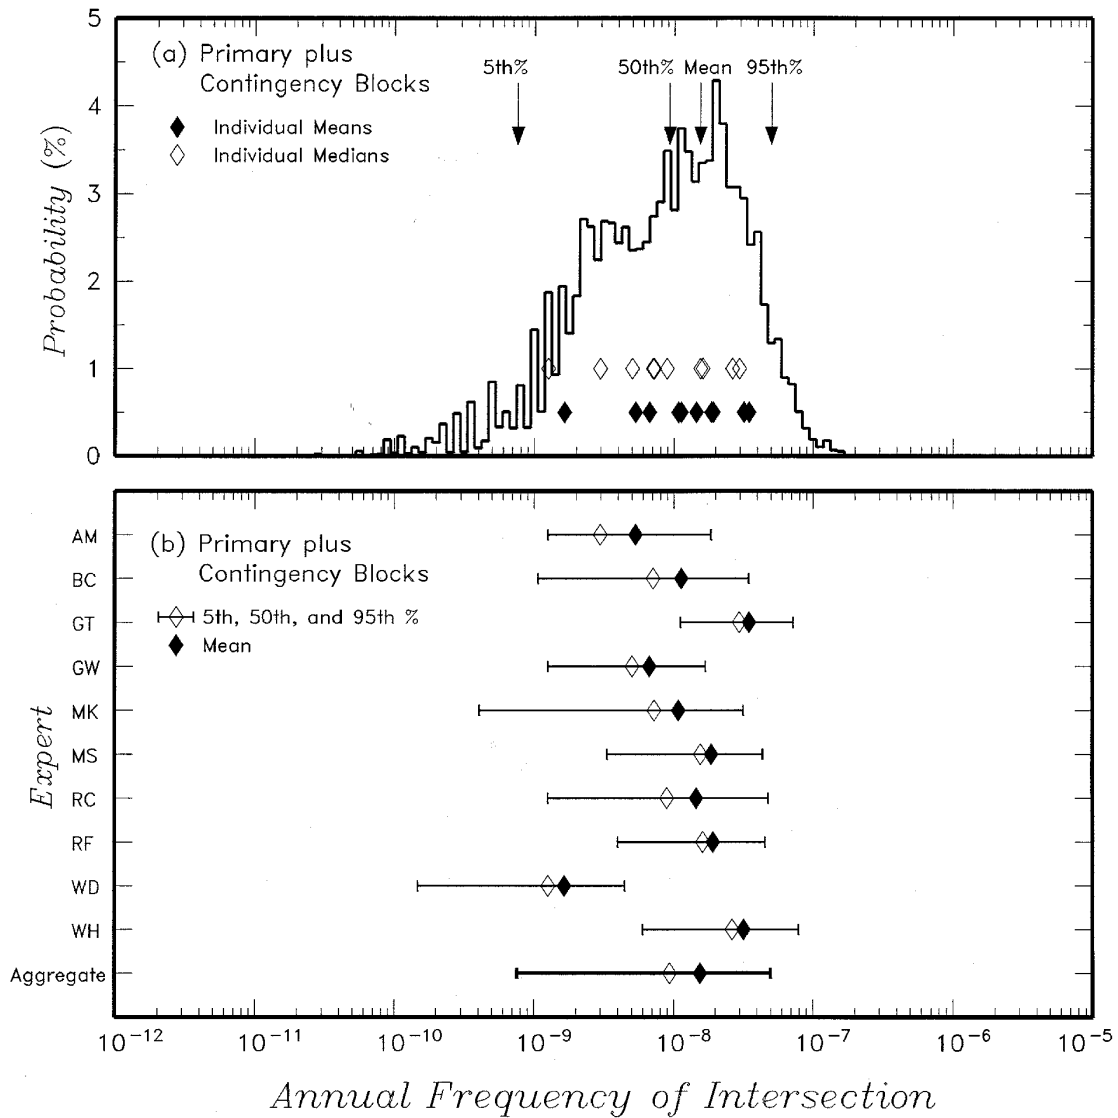 5
4
3
2
1
0
Probability (%)
(a) Primary plus
Contingency Blocks
Individual Means
Individual Medians
5th%
50th% Mean 95th%
(b) Primary plus
Contingency Blocks
5th, 50th, and 95th %
Mean
Expert
AM
BC
GT
GW
MK
MS
RC
RF
WD
WH
Aggregate
10⁻¹² 10⁻¹¹ 10⁻¹⁰ 10⁻⁹ 10⁻⁸ 10⁻⁷ 10⁻⁶ 10⁻⁵
Annual Frequency of Intersection